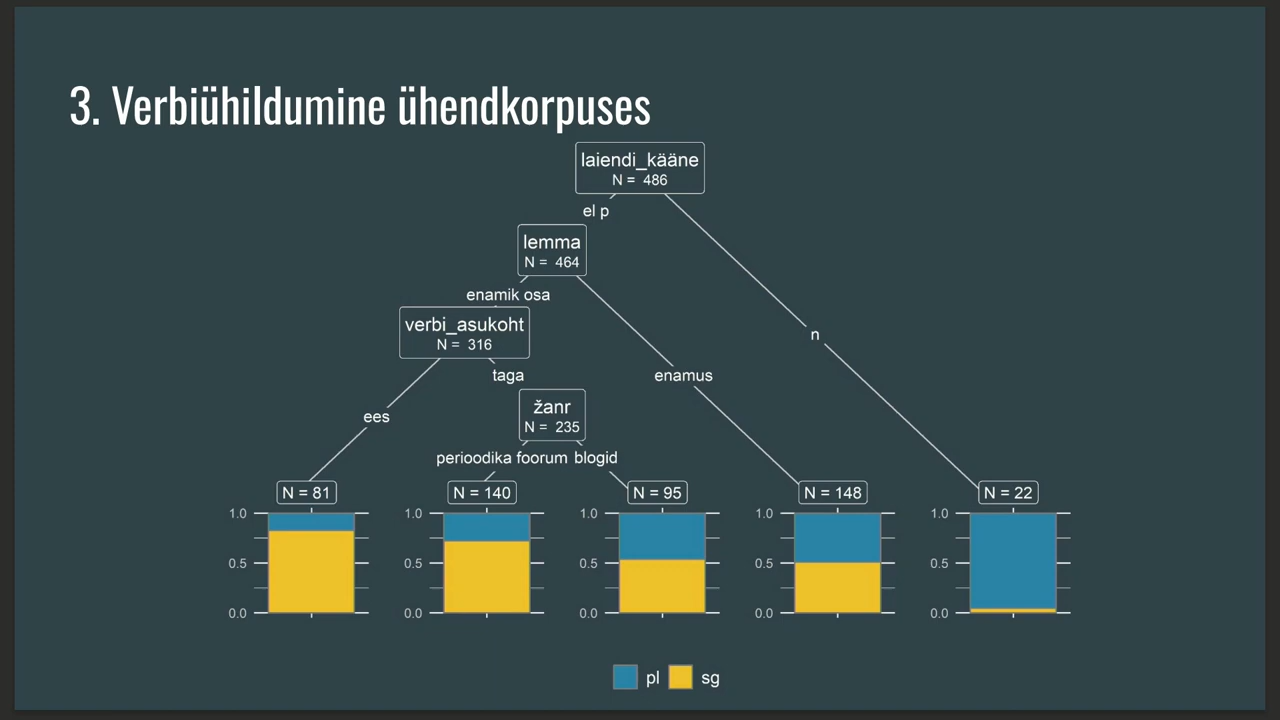 3. Verbiühildumine ühendkorpuses
laiendi_kääne
N = 486
el p
lemma
N = 464
enamik osa
verbi_asukoht
N = 316
n
taga
enamus
žanr
N = 235
ees
perioodika foorum blogid
N = 81
N = 140
N = 95
N = 148
N = 22
1.0
0.5
0.0
1.0
0.5
0.0
1.0
0.5
0.0
1.0
0.5
0.0
1.0
0.5
0.0
pl
sg